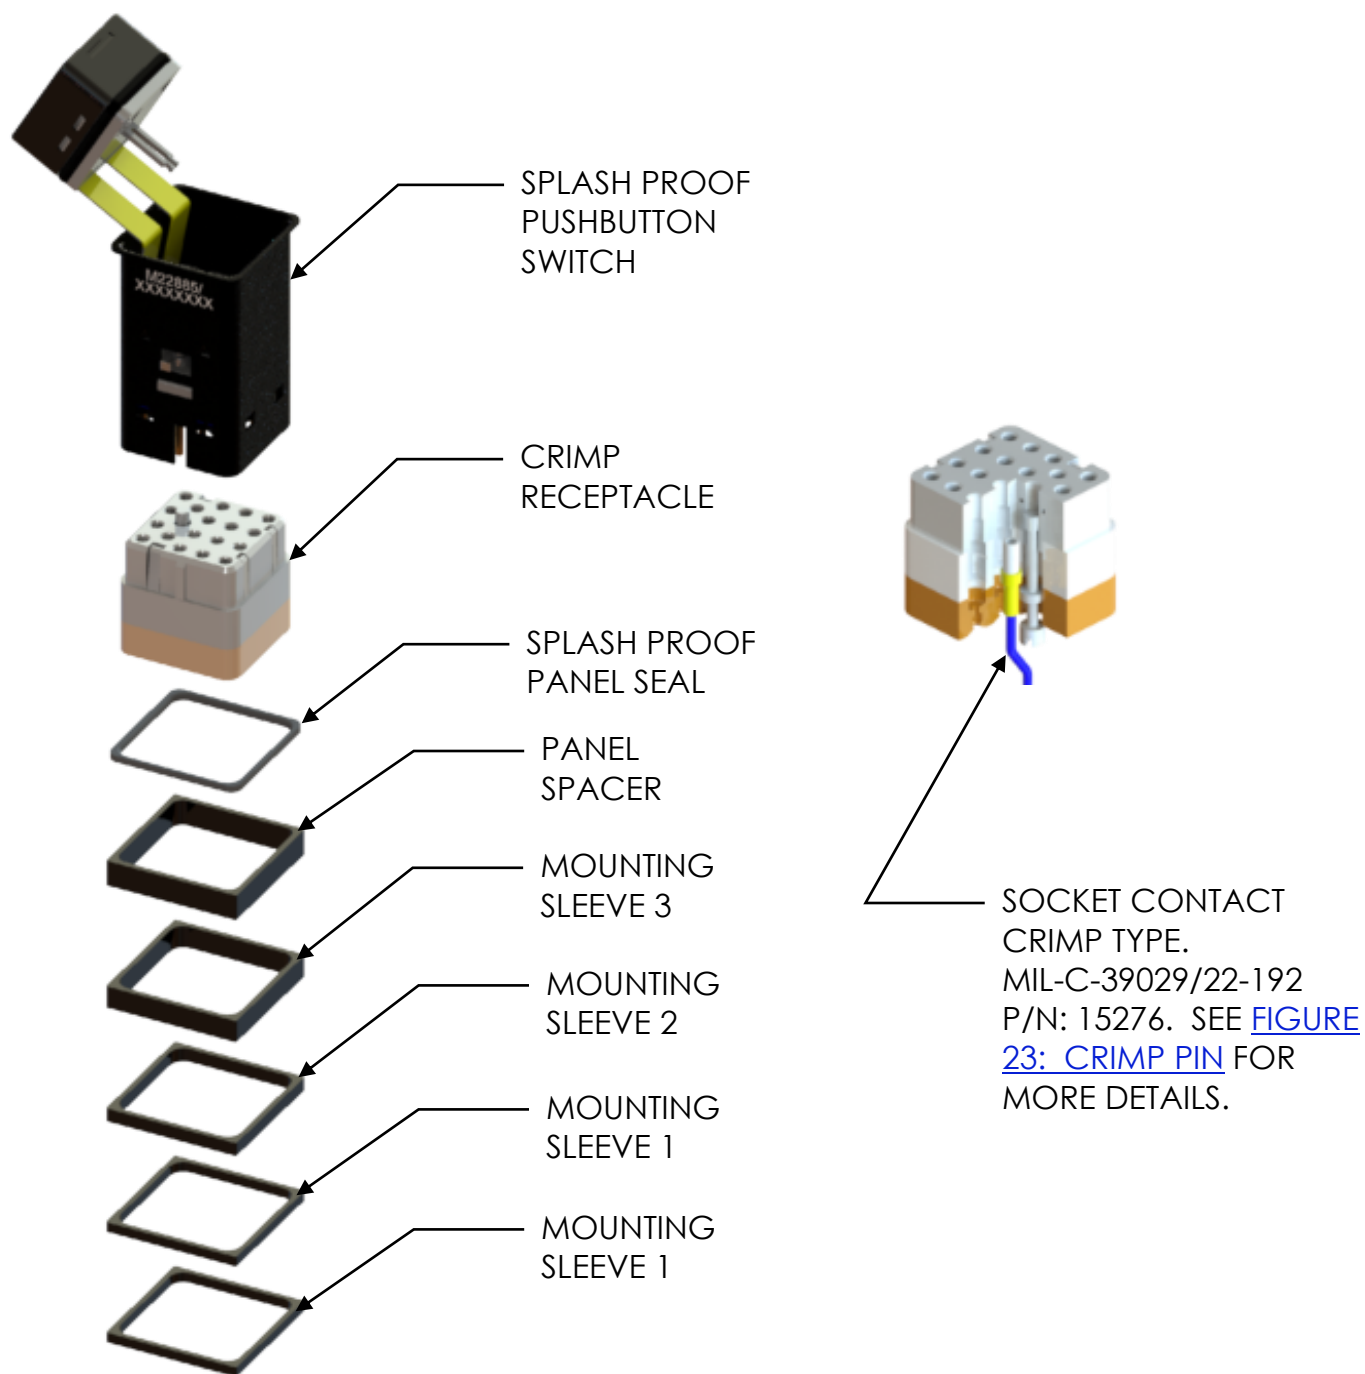 SPLASH PROOF
PUSHBUTTON
SWITCH
M22885/
XXXXXXXX
CRIMP
RECEPTACLE
SPLASH PROOF
PANEL SEAL
PANEL
SPACER
MOUNTING
SLEEVE 3
MOUNTING
SLEEVE 2
MOUNTING
SLEEVE 1
MOUNTING
SLEEVE 1
SOCKET CONTACT
CRIMP TYPE.
MIL-C-39029/22-192
P/N: 15276.  SEE FIGURE
23:  CRIMP PIN FOR
MORE DETAILS.